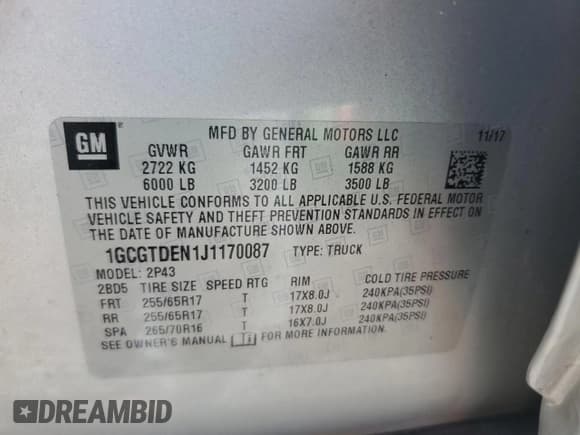 GM
MFD BY GENERAL MOTORS LLC
11/17
GVWR GAWR FRT GAWR RR
2722 KG 1452 KG 1588 KG
6000 LB 3200 LB 3500 LB
THIS VEHICLE CONFORMS TO ALL APPLICABLE U.S. FEDERAL MOTOR
VEHICLE SAFETY AND THEFT PREVENTION STANDARDS IN EFFECT ON
THE DATE OF MANUFACTURE SHOWN ABOVE.
1GCGTDEN1J1170087 TYPE: TRUCK
MODEL: 2P43
2BD5 TIRE SIZE SPEED RTG RIM COLD TIRE PRESSURE
FRT 255/65R17 T 17X8.0J 240KPA(35PSI)
RR 255/65R17 T 17X8.0J 240KPA(35PSI)
SPA 265/70R16 T 16X7.0J 240KPA(35PSI)
SEE OWNER'S MANUAL FOR MORE INFORMATION.
DREAMBID